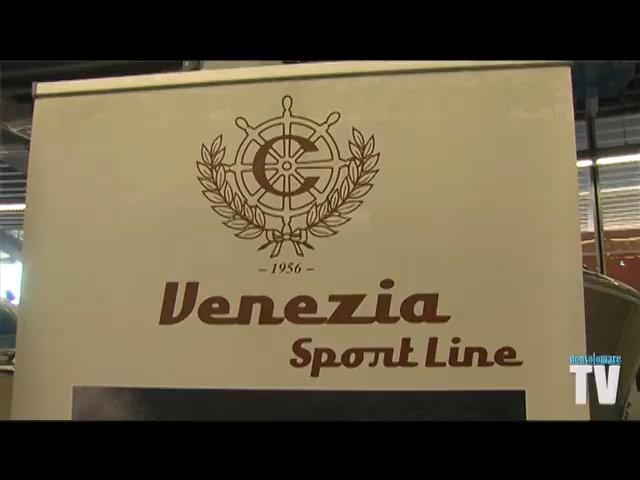 C
– 1956 –
Venezia
Sport Line
nonsolomare
TV